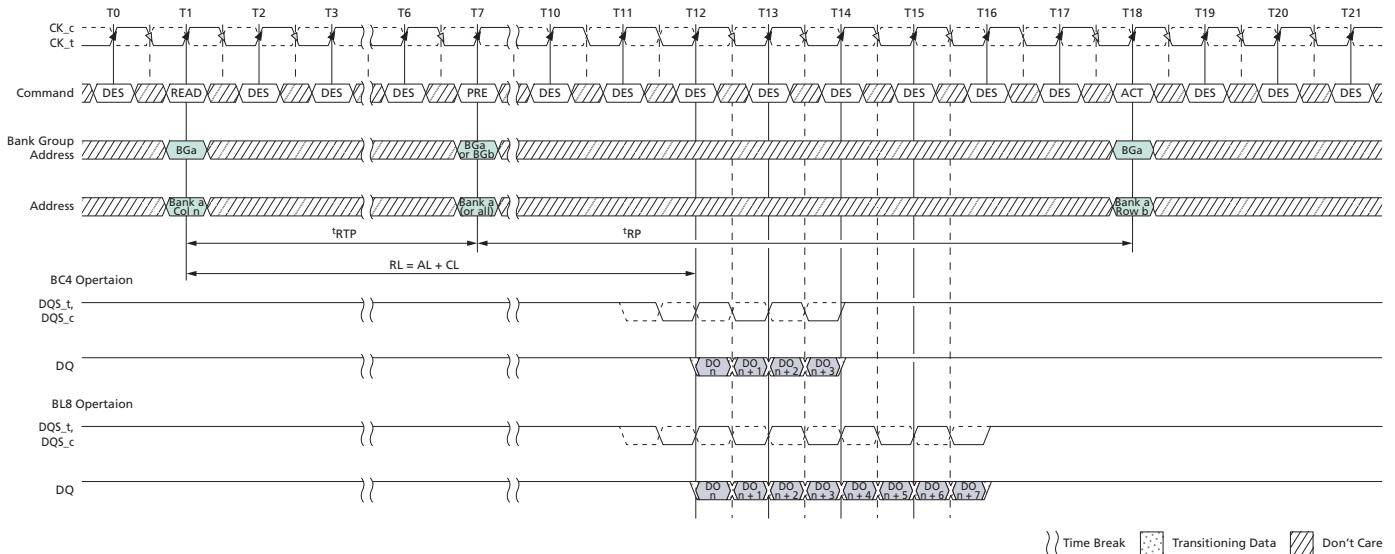 T0 T1 T2 T3 T6 T7 T10 T11 T12 T13 T14 T15 T16 T17 T18 T19 T20 T21
CK_c
CK_t
Command DES READ DES DES DES PRE DES DES DES DES DES DES DES DES ACT DES DES DES
Bank Group
Address
BGa
BGa
or BGb
BGa
Address
Bank a
Col n
Bank a
(or all)
Bank a
Row b
tRTP tRP
RL = AL + CL
BC4 Opertaion
DQS_t,
DQS_c
DQ
DO
n
DO
n + 1
DO
n + 2
DO
n + 3
BL8 Opertaion
DQS_t,
DQS_c
DQ
DO
n
DO
n + 1
DO
n + 2
DO
n + 3
DO
n + 4
DO
n + 5
DO
n + 6
DO
n + 7
Time Break Transitioning Data Don't Care